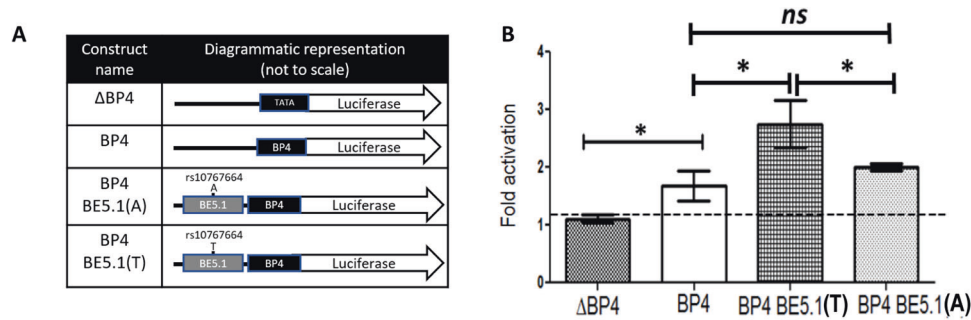 A
Construct name
Diagrammatic representation (not to scale)
ΔBP4
TATA
Luciferase
BP4
BP4
Luciferase
BP4
BE5.1(A)
rs10767664
A
BE5.1
BP4
Luciferase
BP4
BE5.1(T)
rs10767664
T
BE5.1
BP4
Luciferase
B
ns
*
*
*
Fold activation
4
3
2
1
0
ΔBP4
BP4
BP4 BE5.1(T)
BP4 BE5.1(A)